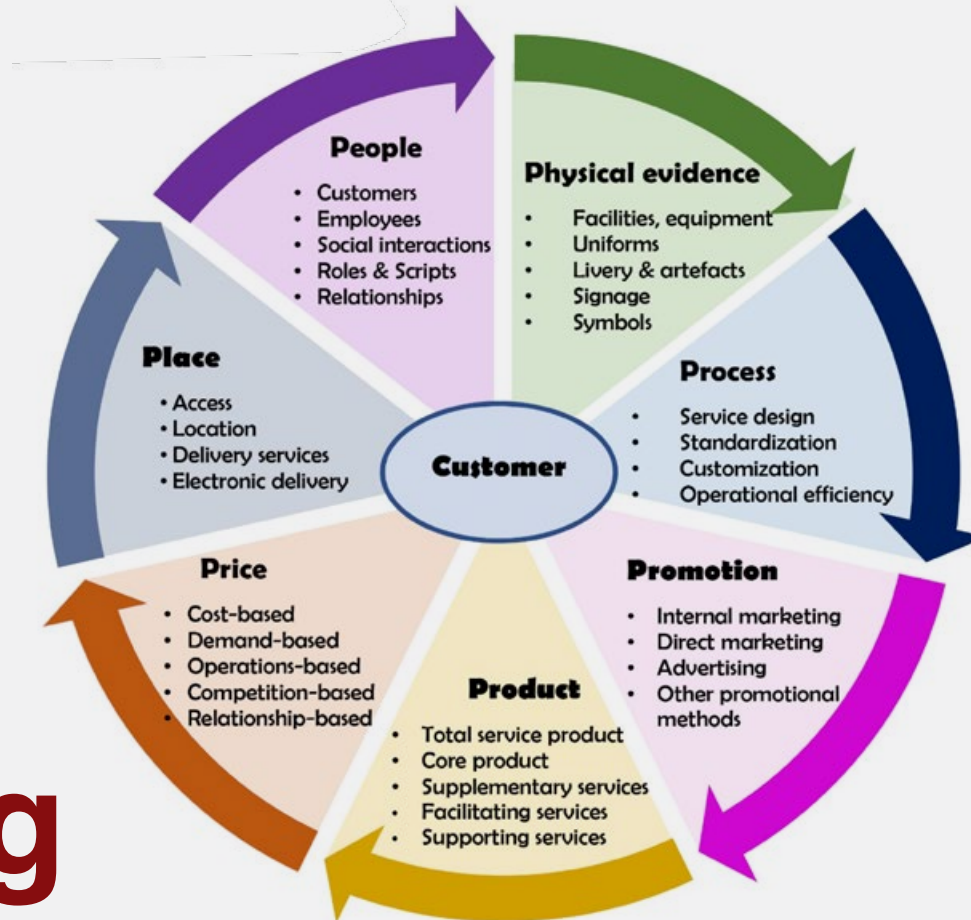 People
• Customers
• Employees
• Social interactions
• Roles & Scripts
• Relationships
Physical evidence
• Facilities, equipment
• Uniforms
• Livery & artefacts
• Signage
• Symbols
Process
• Service design
• Standardization
• Customization
• Operational efficiency
Promotion
• Internal marketing
• Direct marketing
• Advertising
• Other promotional
methods
Product
• Total service product
• Core product
• Supplementary services
• Facilitating services
• Supporting services
Price
• Cost-based
• Demand-based
• Operations-based
• Competition-based
• Relationship-based
Place
• Access
• Location
• Delivery services
• Electronic delivery
Customer
g